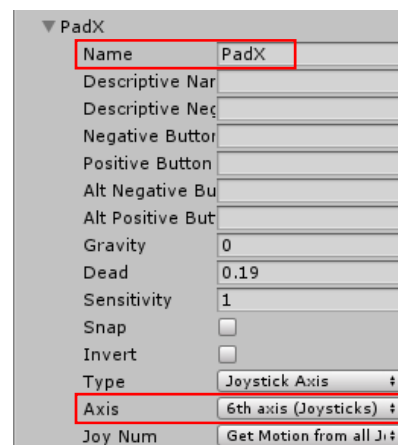 PadX
Name PadX
Descriptive Nar
Descriptive Neg
Negative Button
Positive Button
Alt Negative Bu
Alt Positive But
Gravity 0
Dead 0.19
Sensitivity 1
Snap
Invert
Type Joystick Axis
Axis 6th axis (Joysticks)
Joy Num Get Motion from all J